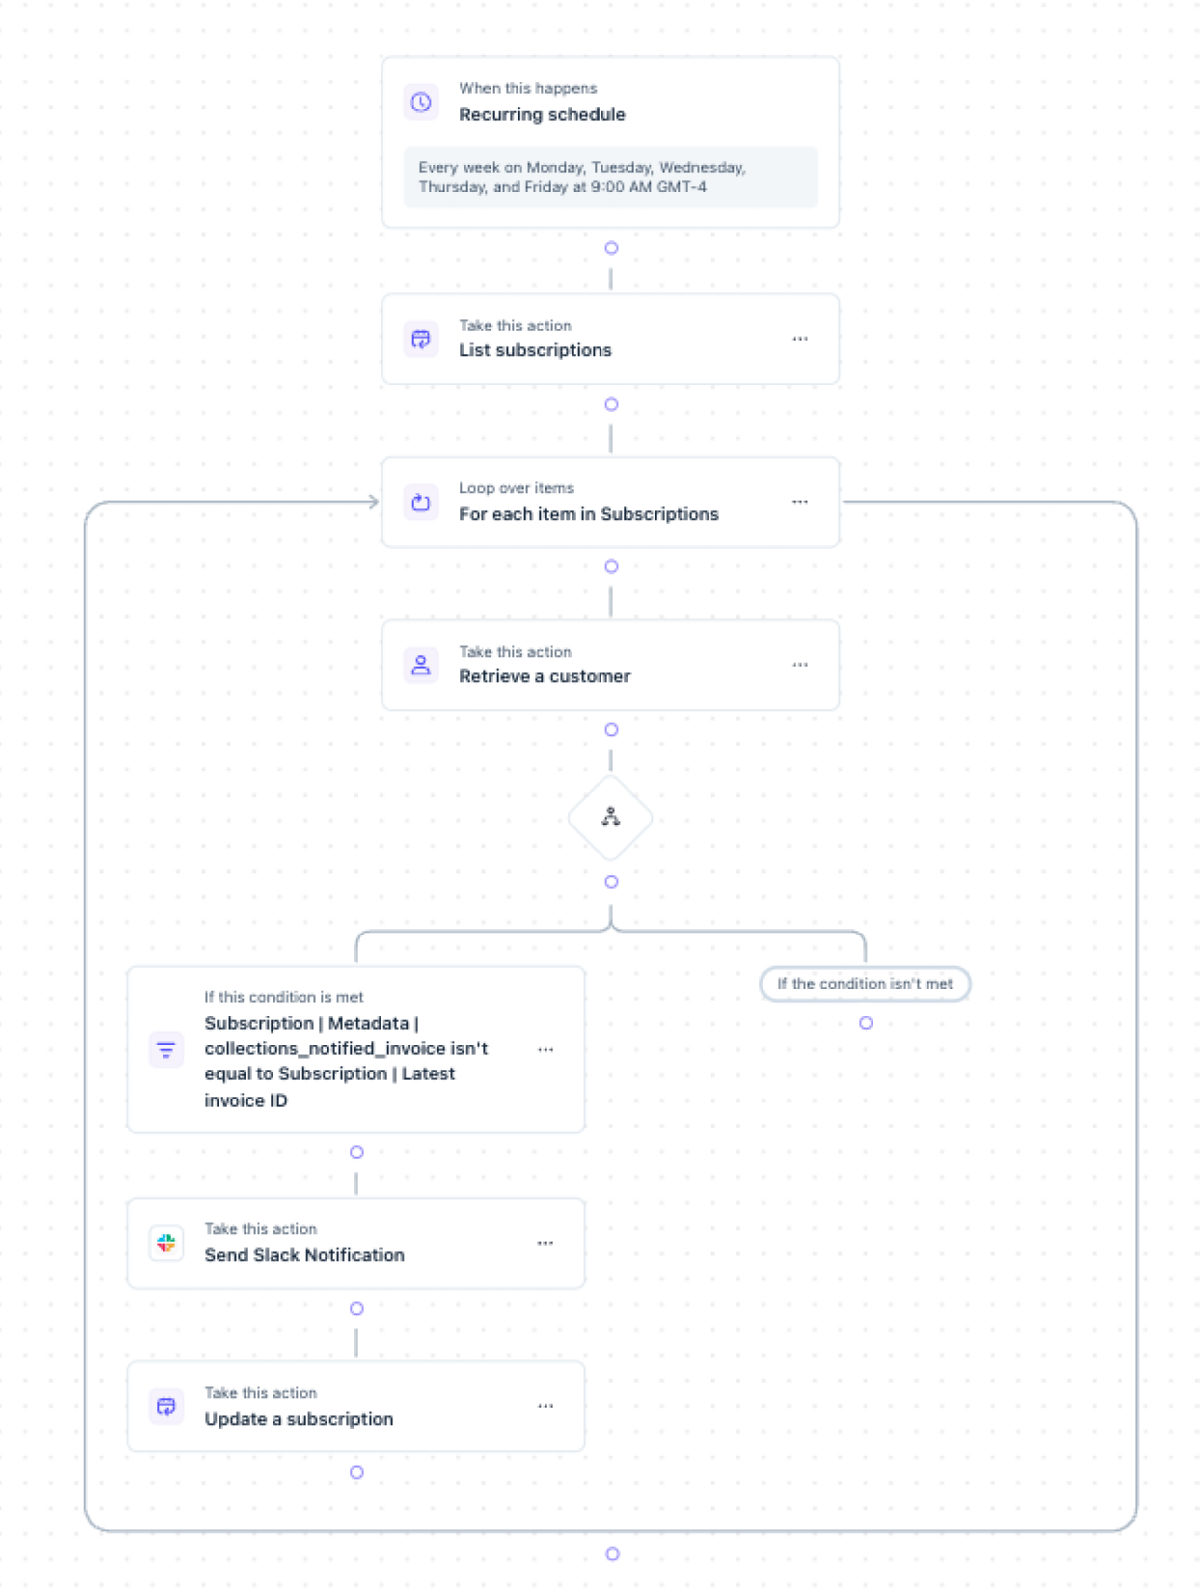 When this happens
Recurring schedule
Every week on Monday, Tuesday, Wednesday,
Thursday, and Friday at 9:00 AM GMT-4
Take this action
List subscriptions
Loop over items
For each item in Subscriptions
Take this action
Retrieve a customer
If this condition is met
Subscription | Metadata |
collections_notified_invoice isn't
equal to Subscription | Latest
invoice ID
If the condition isn't met
Take this action
Send Slack Notification
Take this action
Update a subscription